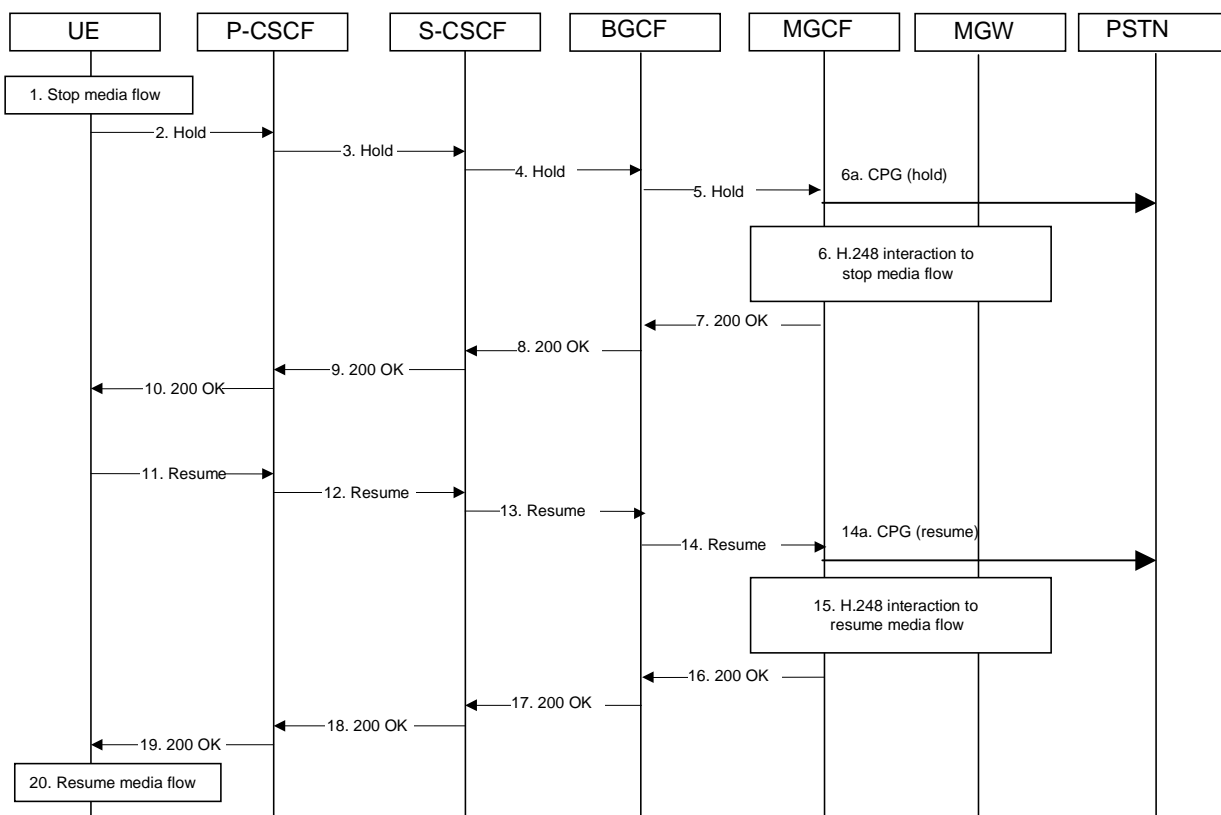 UE
P-CSCF
S-CSCF
BGCF
MGCF
MGW
PSTN
1. Stop media flow
2. Hold
3. Hold
4. Hold
5. Hold
6a. CPG (hold)
6. H.248 interaction to
stop media flow
7. 200 OK
8. 200 OK
9. 200 OK
10. 200 OK
11. Resume
12. Resume
13. Resume
14. Resume
14a. CPG (resume)
15. H.248 interaction to
resume media flow
16. 200 OK
17. 200 OK
18. 200 OK
19. 200 OK
20. Resume media flow